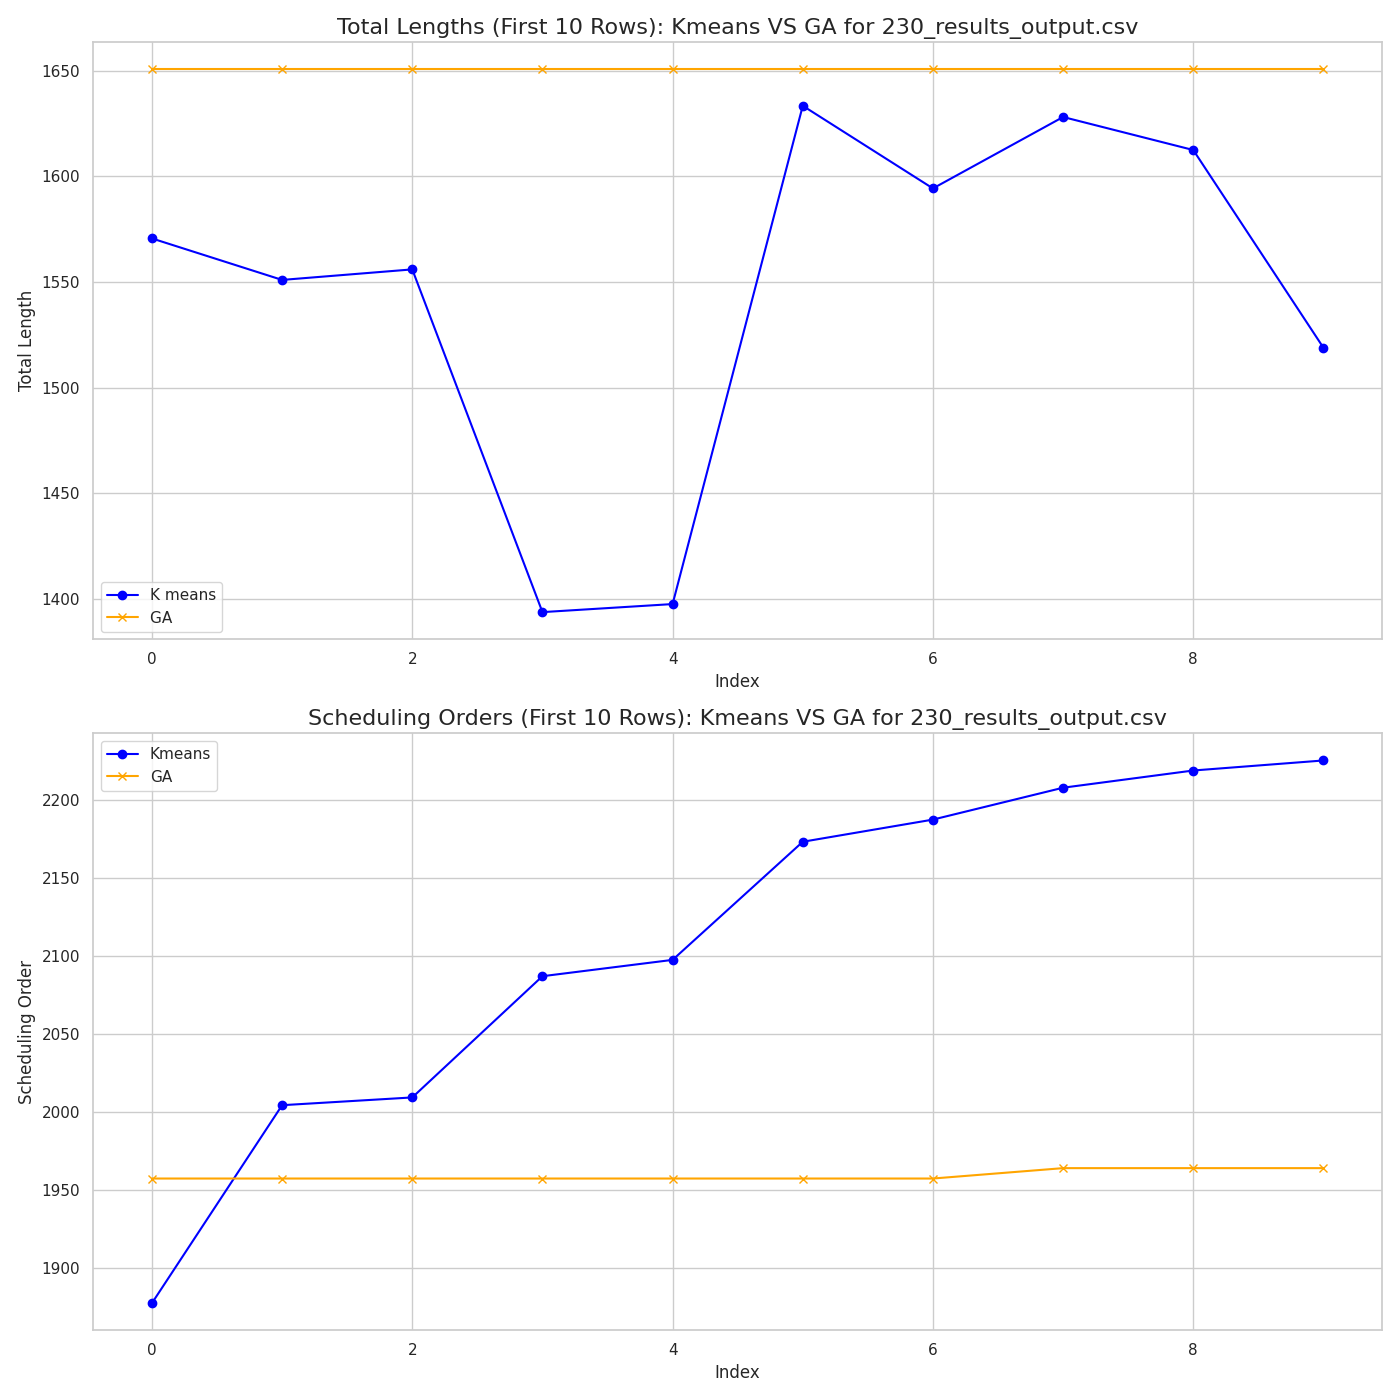 Total Lengths (First 10 Rows): Kmeans VS GA for 230_results_output.csv
1650
1600
1550
1500
1450
1400
Total Length
K means
GA
0 2 4 6 8
Index
Scheduling Orders (First 10 Rows): Kmeans VS GA for 230_results_output.csv
Kmeans
GA
2200
2150
2100
2050
2000
1950
1900
Scheduling Order
0 2 4 6 8
Index